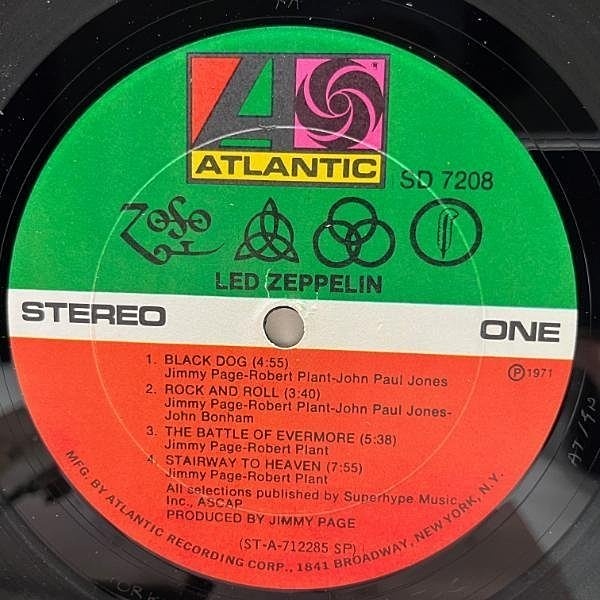 ATLANTIC
SD 7208
ZOSO
LED ZEPPELIN
STEREO
ONE
1. BLACK DOG (4:55)
Jimmy Page-Robert Plant-John Paul Jones
℗1971
2. ROCK AND ROLL (3:40)
Jimmy Page-Robert Plant-John Paul Jones-
John Bonham
3. THE BATTLE OF EVERMORE (5:38)
Jimmy Page-Robert Plant
4. STAIRWAY TO HEAVEN (7:55)
Jimmy Page-Robert Plant
All selections published by Superhype Music,
Inc., ASCAP
PRODUCED BY JIMMY PAGE
(ST-A-712285 SP)
MFG. BY ATLANTIC RECORDING CORP., 1841 BROADWAY, NEW YORK, N.Y.